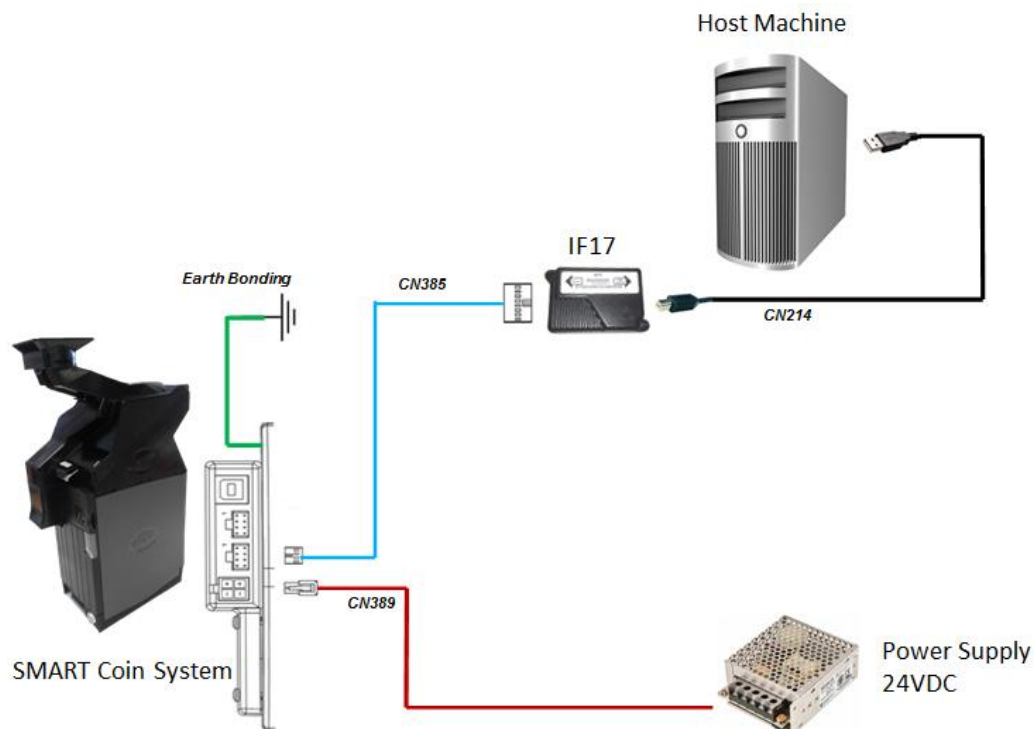 Host Machine
IF17
Earth Bonding
CN385
CN214
CN389
SMART Coin System
Power Supply
24VDC